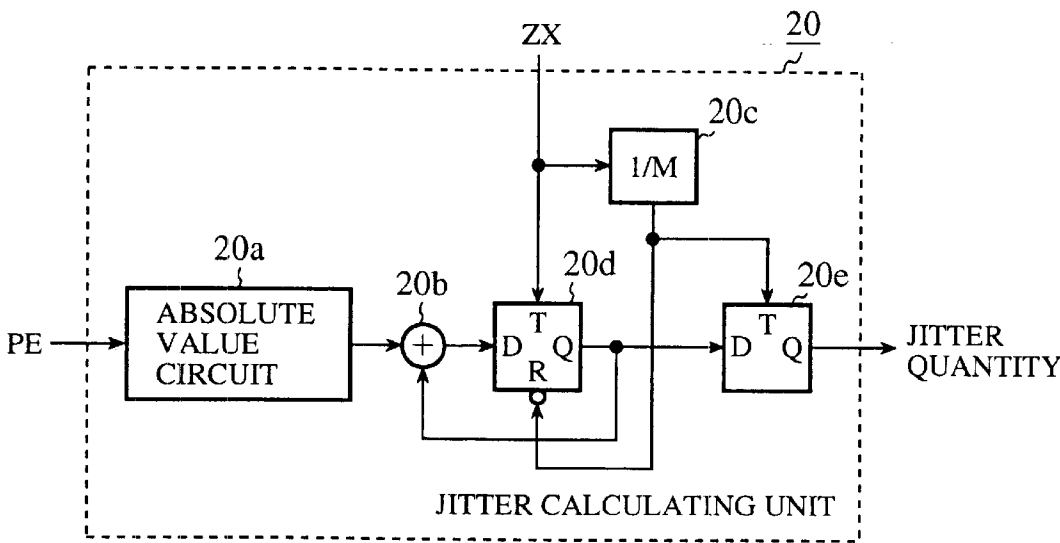 ZX
20
20c
1/M
20a
20b
20d
20e
ABSOLUTE
VALUE
CIRCUIT
PE
+
T
D Q
R
T
D Q
JITTER
QUANTITY
JITTER CALCULATING UNIT